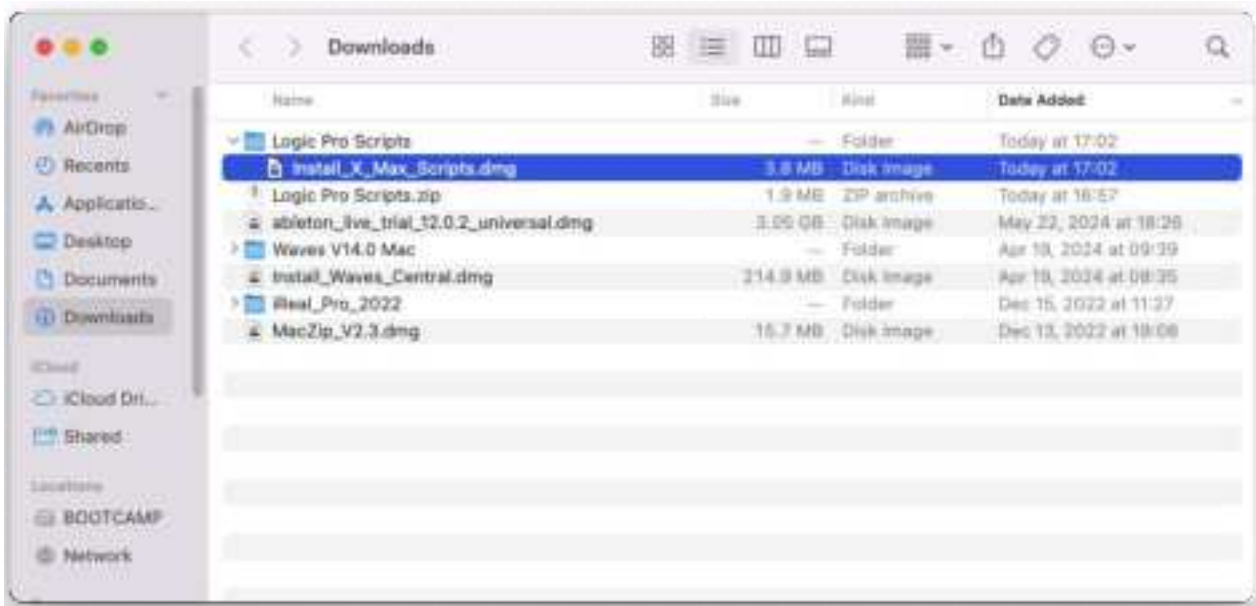 Downloads
Favorites
Name Size Kind Date Added
AirDrop
Recents
Applicatio...
Desktop
Documents
Downloads
iCloud
iCloud Dri...
Shared
Locations
BOOTCAMP
Network
Logic Pro Scripts -- Folder Today at 17:02
Install_X_Max_Scripts.dmg 3.8 MB Disk Image Today at 17:02
Logic Pro Scripts.zip 1.9 MB ZIP archive Today at 16:57
ableton_live_trial_12.0.2_universal.dmg 3.05 GB Disk Image May 22, 2024 at 18:26
Waves V14.0 Mac -- Folder Apr 19, 2024 at 09:39
Install_Waves_Central.dmg 214.9 MB Disk Image Apr 19, 2024 at 09:35
iReal_Pro_2022 -- Folder Dec 15, 2022 at 11:27
MacZip_V2.3.dmg 15.7 MB Disk Image Dec 13, 2022 at